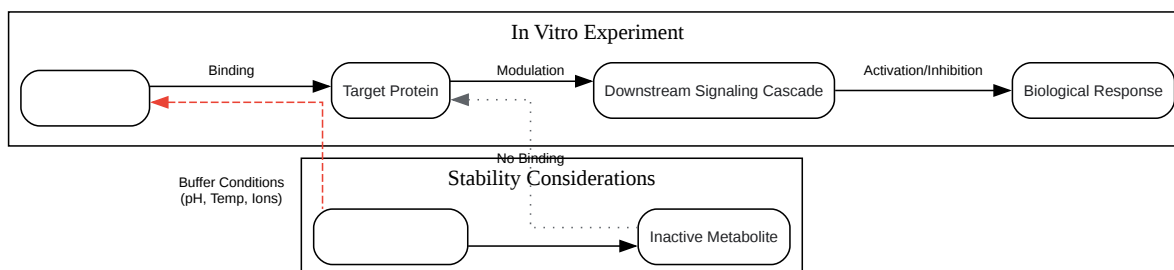 In Vitro Experiment
Binding
Target Protein
Modulation
Downstream Signaling Cascade
Activation/Inhibition
Biological Response
No Binding
Stability Considerations
Buffer Conditions
(pH, Temp, Ions)
Inactive Metabolite